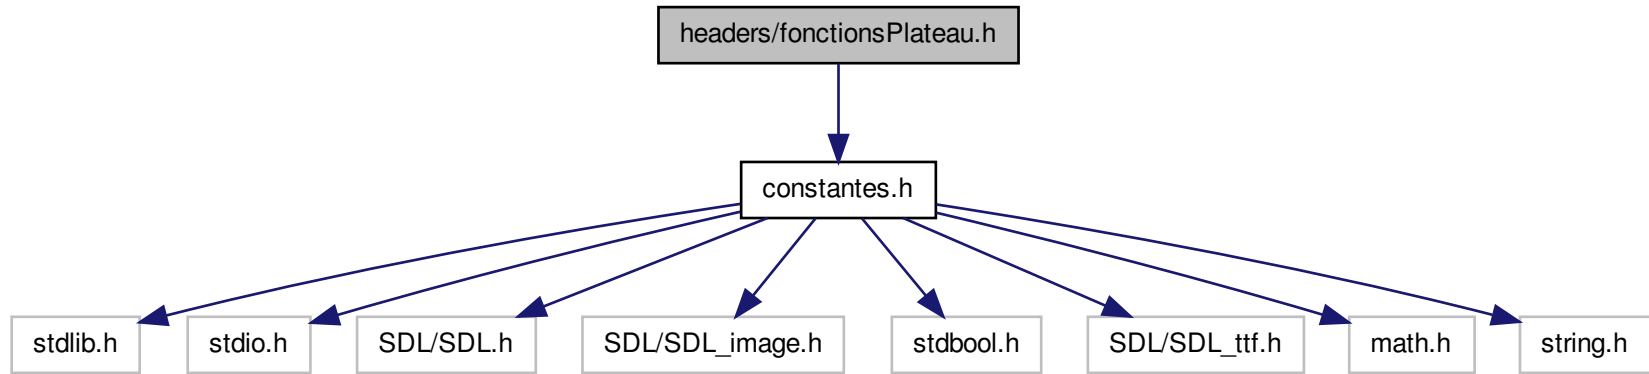 headers/fonctionsPlateau.h
constantes.h
stdlib.h
stdio.h
SDL/SDL.h
SDL/SDL_image.h
stdbool.h
SDL/SDL_ttf.h
math.h
string.h